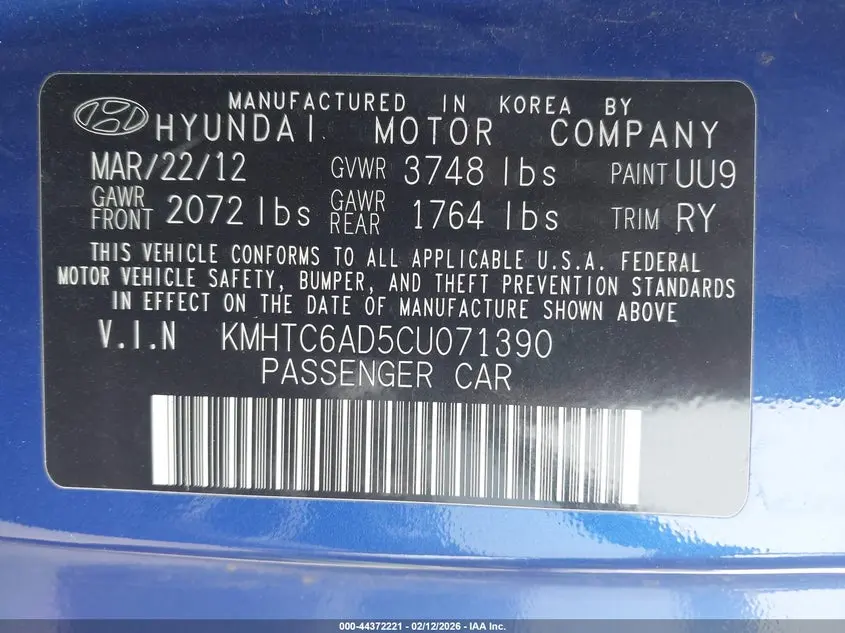 MANUFACTURED IN KOREA BY
HYUNDAI MOTOR COMPANY
MAR/22/12 GVWR 3748 lbs PAINT UU9
GAWR FRONT 2072 lbs GAWR REAR 1764 lbs TRIM RY
THIS VEHICLE CONFORMS TO ALL APPLICABLE U.S.A. FEDERAL
MOTOR VEHICLE SAFETY, BUMPER, AND THEFT PREVENTION STANDARDS
IN EFFECT ON THE DATE OF MANUFACTURE SHOWN ABOVE
V.I.N KMHTC6AD5CU071390
PASSENGER CAR
000-44372221 - 02/12/2026 - IAA Inc.